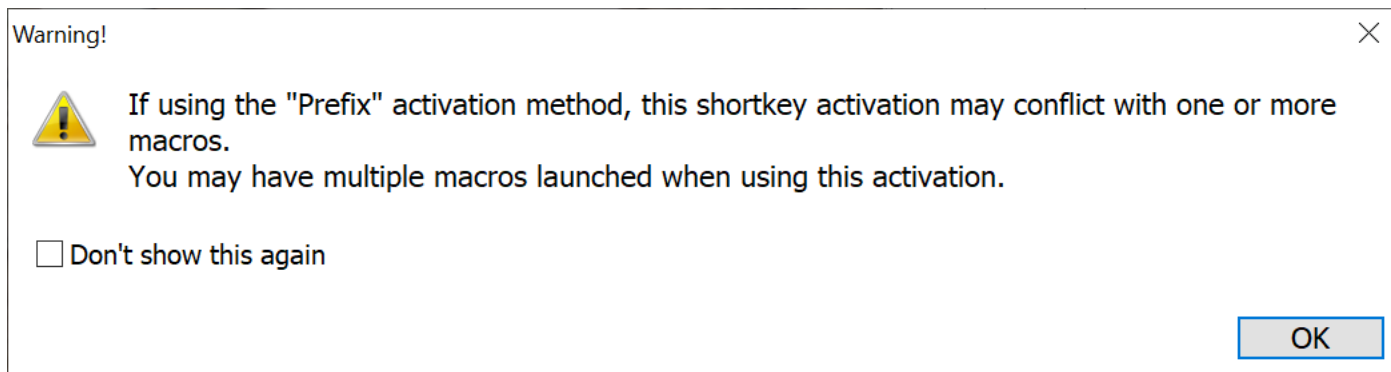 Warning!
If using the "Prefix" activation method, this shortkey activation may conflict with one or more
macros.
You may have multiple macros launched when using this activation.
Don't show this again
OK